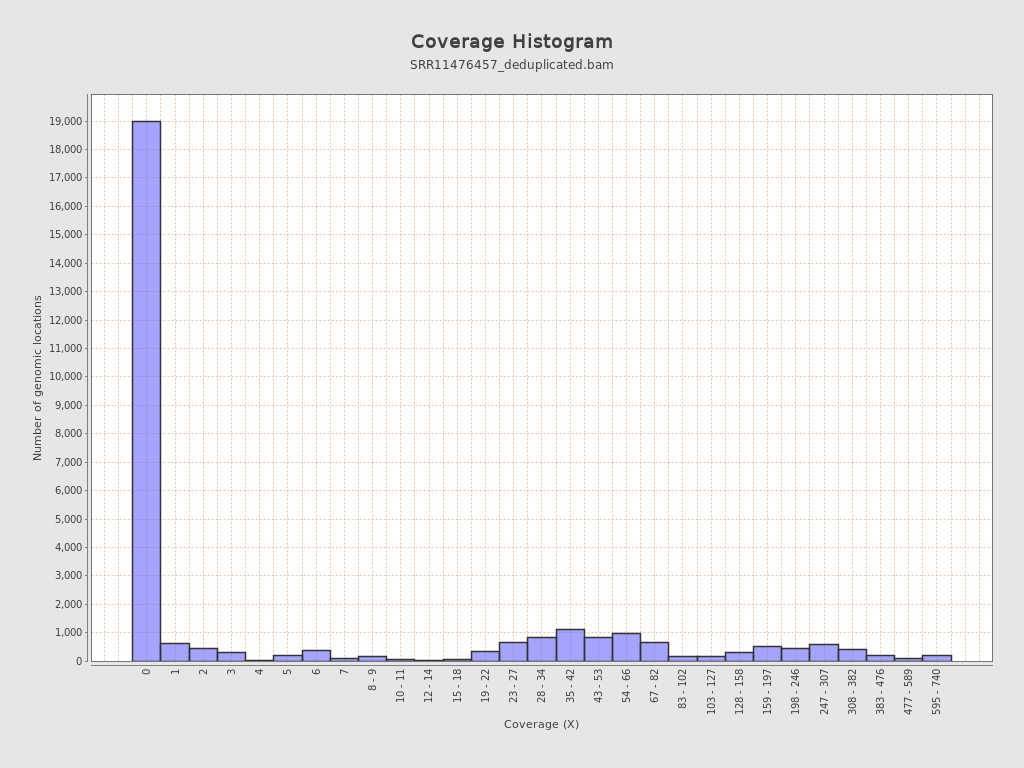 Coverage Histogram
SRR11476457_deduplicated.bam
Number of genomic locations
19,000
18,000
17,000
16,000
15,000
14,000
13,000
12,000
11,000
10,000
9,000
8,000
7,000
6,000
5,000
4,000
3,000
2,000
1,000
0
0
1
2
3
4
5
6
7
8 - 9
10 - 11
12 - 14
15 - 18
19 - 22
23 - 27
28 - 34
35 - 42
43 - 53
54 - 66
67 - 82
83 - 102
103 - 127
128 - 158
159 - 197
198 - 246
247 - 307
308 - 382
383 - 476
477 - 589
595 - 740
Coverage (X)